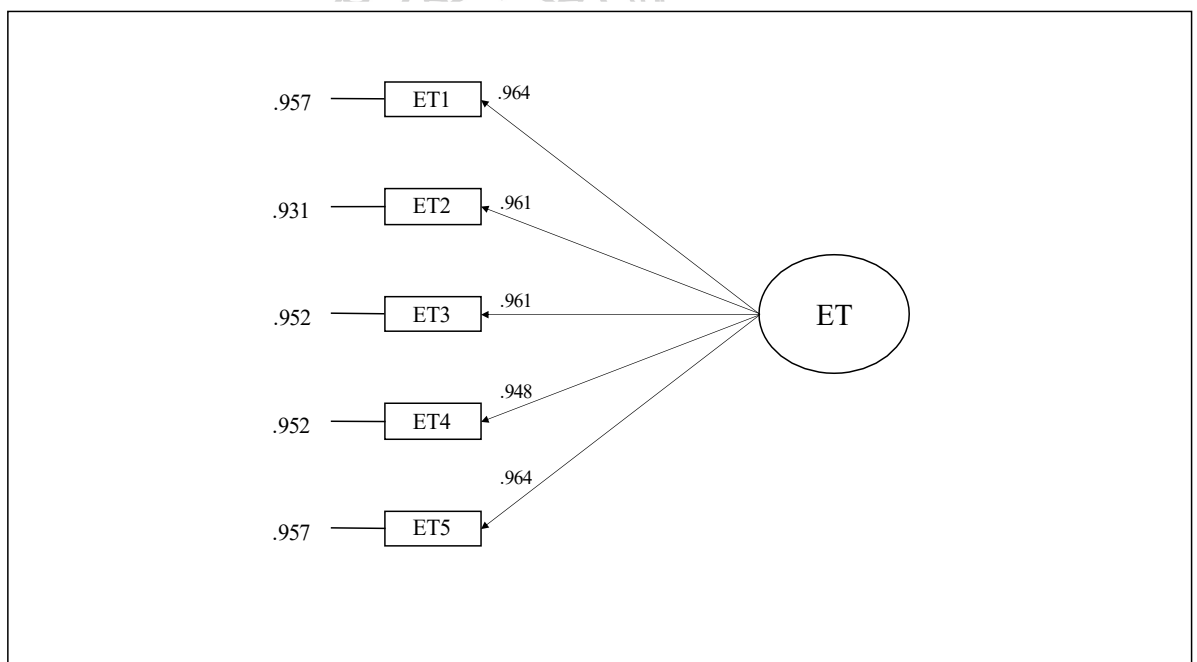 .957 ET1 .964
.931 ET2 .961
.952 ET3 .961
ET
.952 ET4 .948
.957 ET5 .964